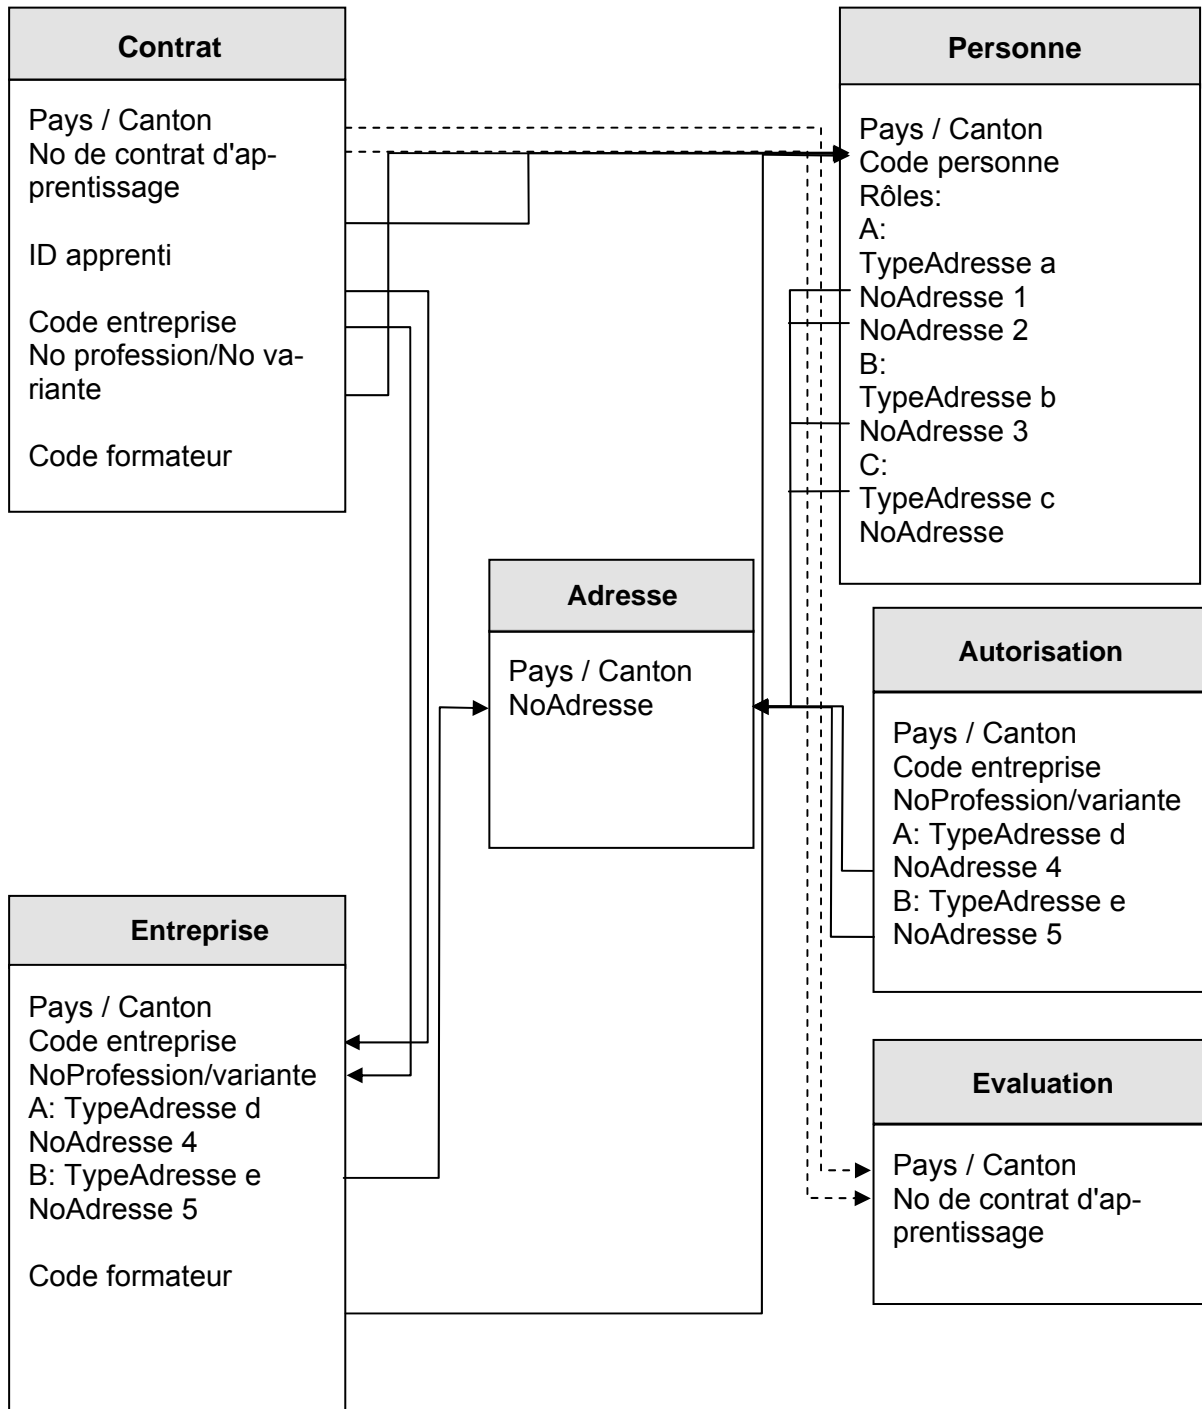 Contrat
Pays / Canton
No de contrat d'ap-
prentissage
ID apprenti
Code entreprise
No profession/No va-
riante
Code formateur
Personne
Pays / Canton
Code personne
Rôles:
A:
TypeAdresse a
NoAdresse 1
NoAdresse 2
B:
TypeAdresse b
NoAdresse 3
C:
TypeAdresse c
NoAdresse
Adresse
Pays / Canton
NoAdresse
Autorisation
Pays / Canton
Code entreprise
NoProfession/variante
A: TypeAdresse d
NoAdresse 4
B: TypeAdresse e
NoAdresse 5
Entreprise
Pays / Canton
Code entreprise
NoProfession/variante
A: TypeAdresse d
NoAdresse 4
B: TypeAdresse e
NoAdresse 5
Code formateur
Evaluation
Pays / Canton
No de contrat d'ap-
prentissage